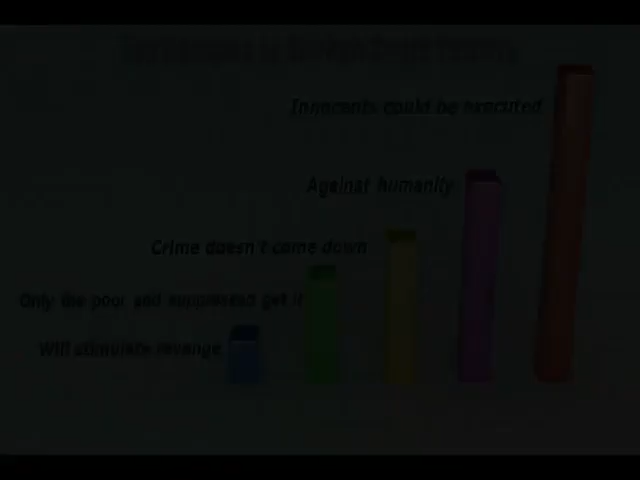 Innocents could be executed
Against humanity
Crime doesn't come down
Only the poor and suppressed get it
Will stimulate revenge